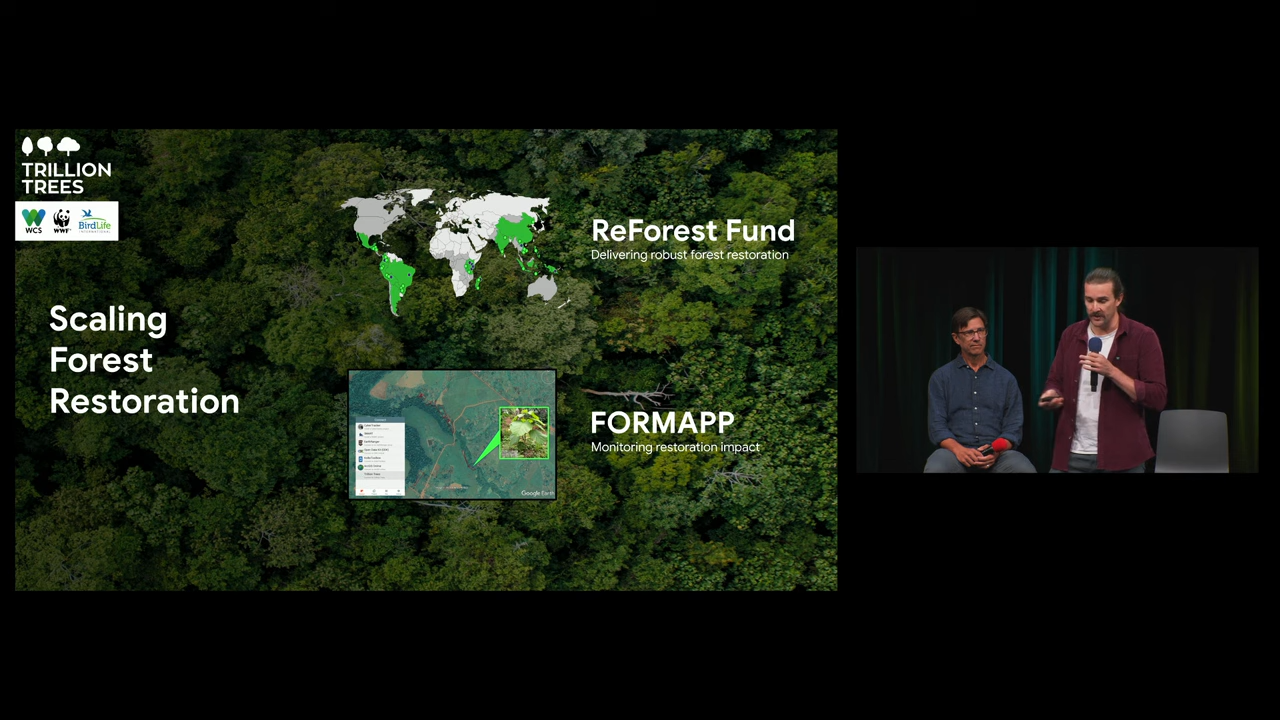 TRILLION
TREES
WCS
WWF
BirdLife
INTERNATIONAL
Scaling
Forest
Restoration
ReForest Fund
Delivering robust forest restoration
FORMAPP
Monitoring restoration impact
Google Earth